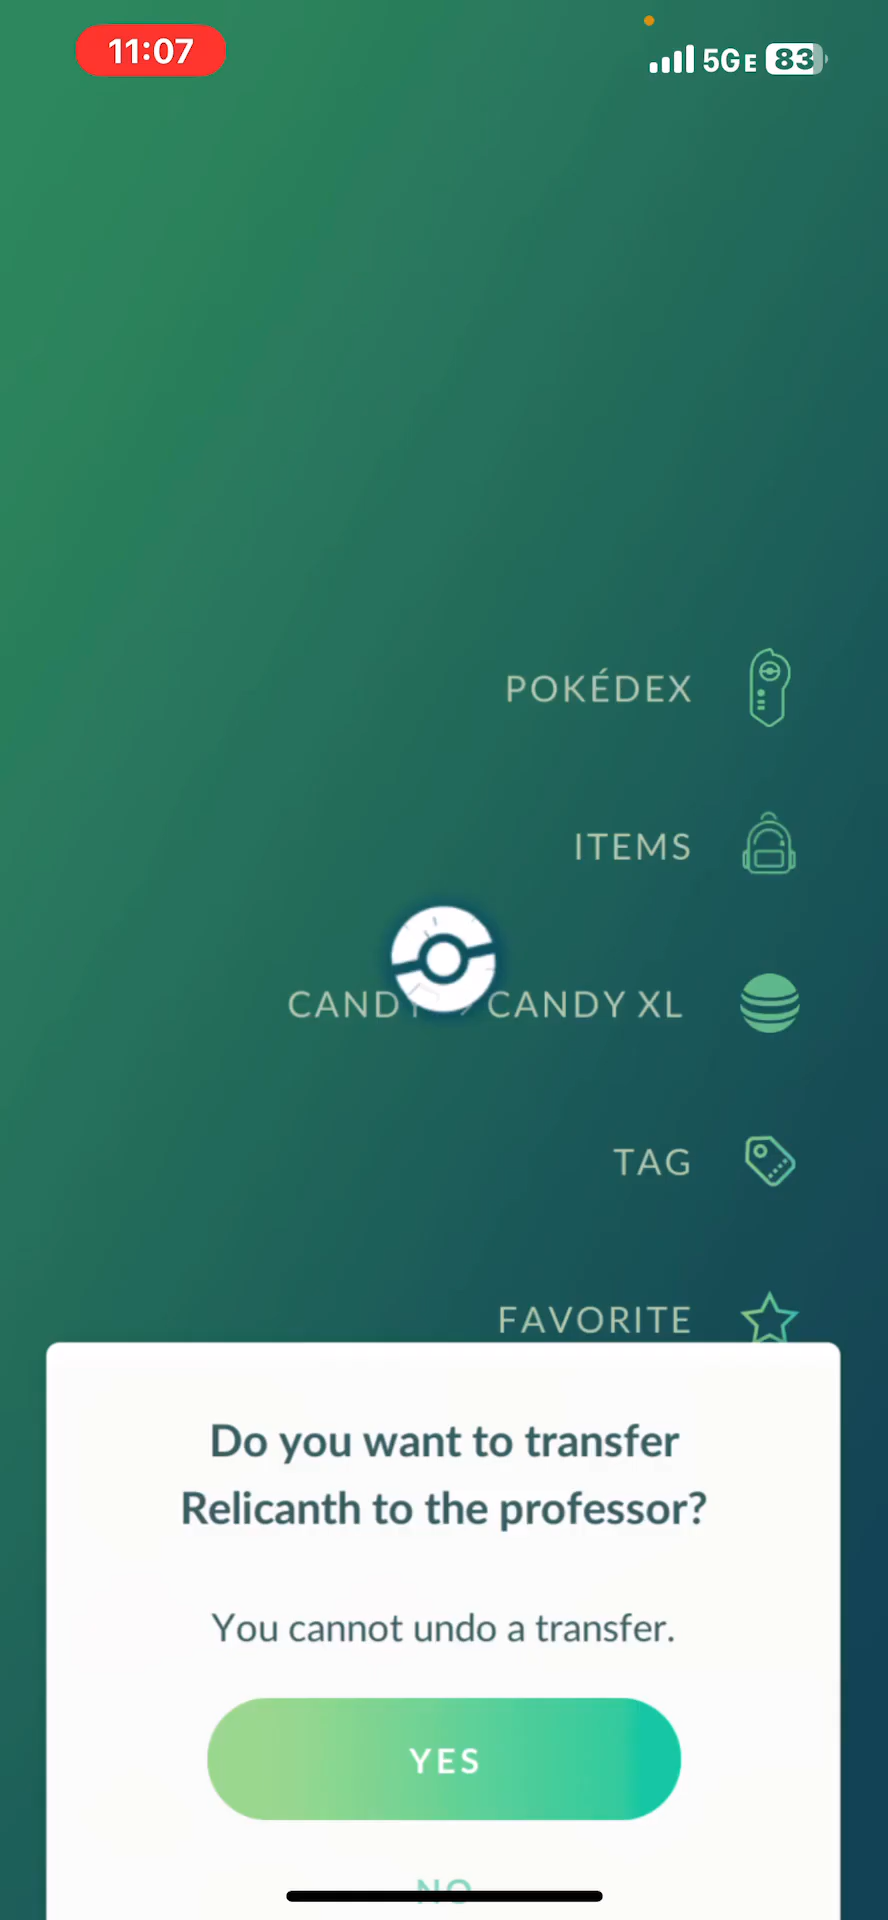 11:07
5GE 83
POKÉDEX
ITEMS
CANDY / CANDY XL
TAG
FAVORITE
Do you want to transfer
Relicanth to the professor?
You cannot undo a transfer.
YES
NO